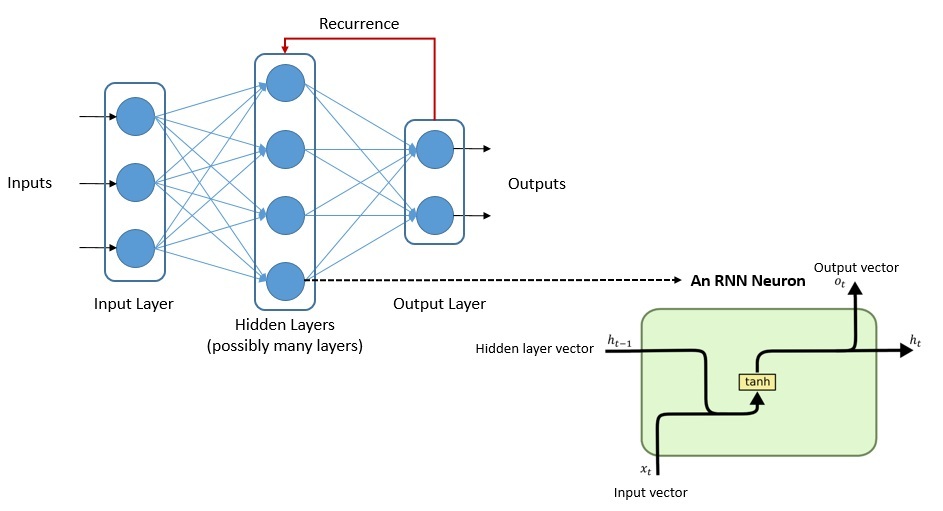 Recurrence
Inputs
Outputs
Input Layer
Hidden Layers
(possibly many layers)
Output Layer
An RNN Neuron
Output vector
o_t
Hidden layer vector
h_{t−1}
h_t
tanh
x_t
Input vector